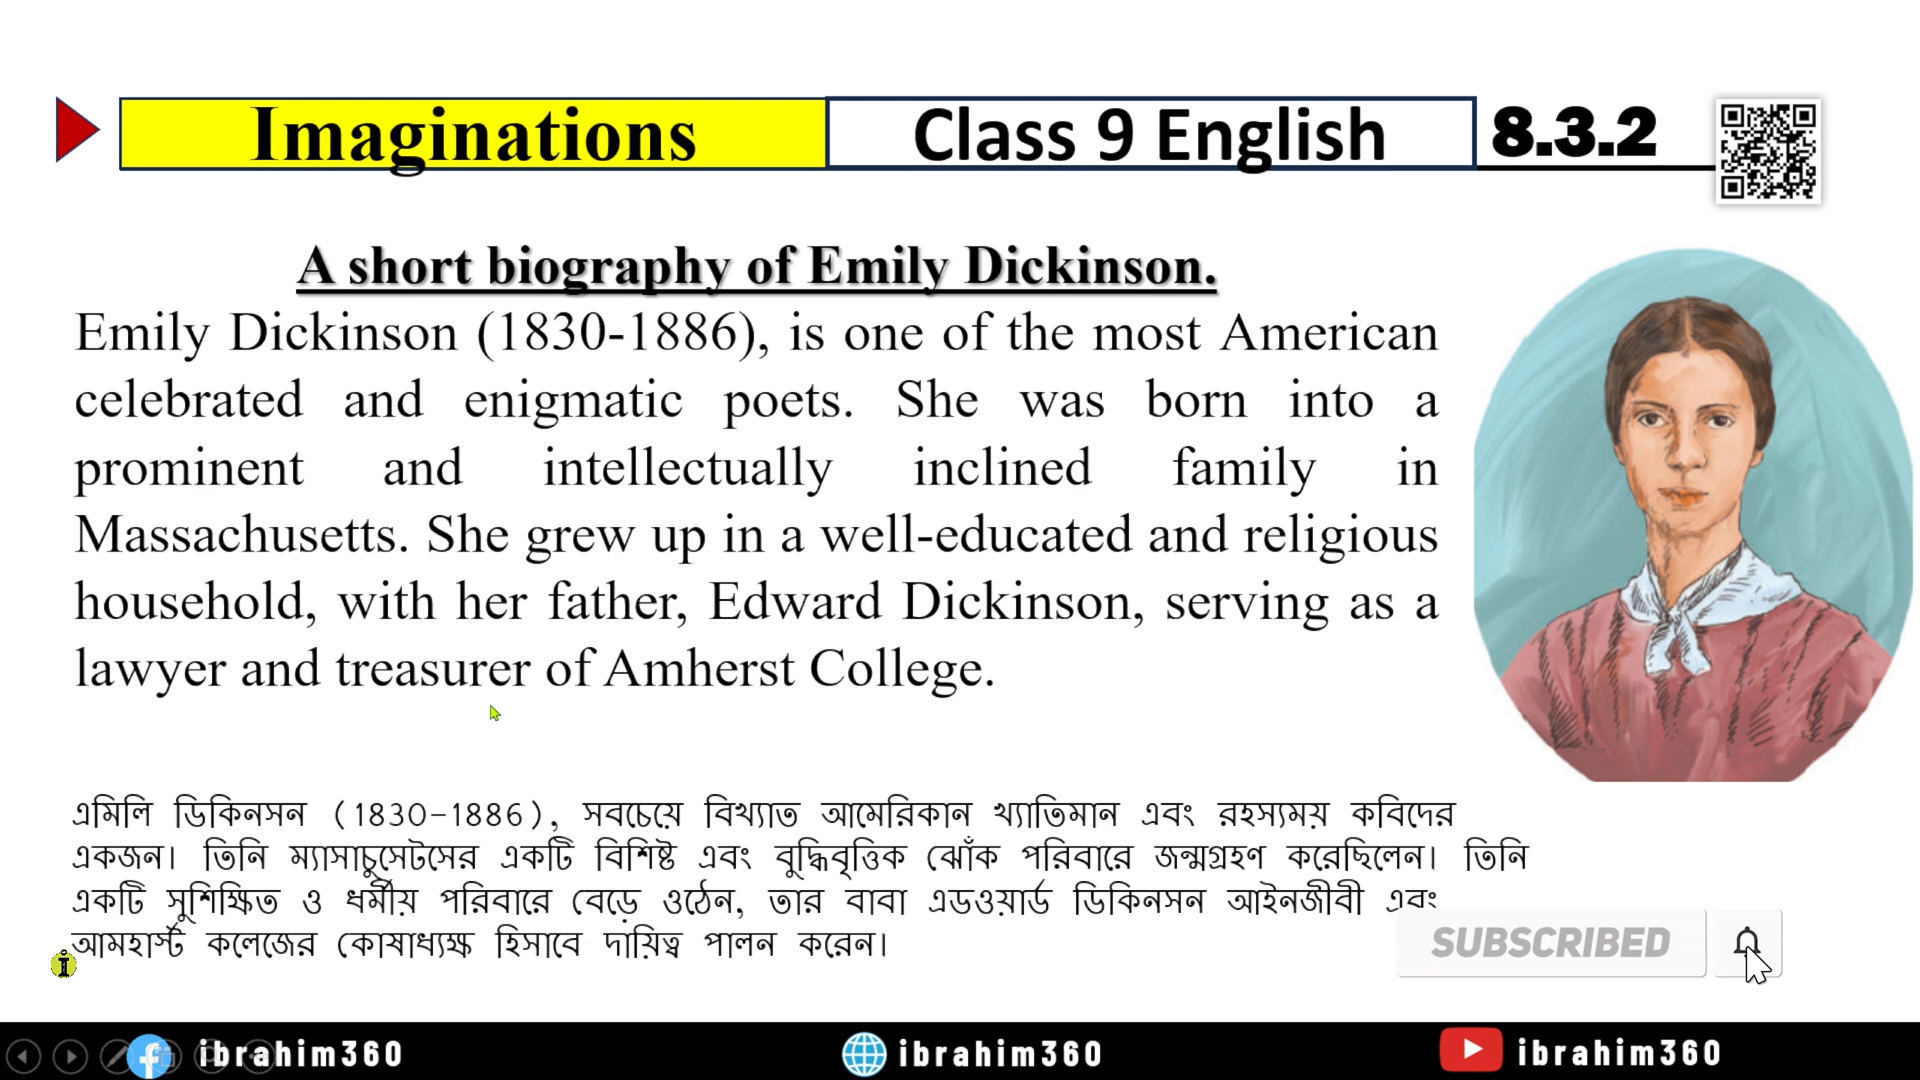 Imaginations
Class 9 English
8.3.2
A short biography of Emily Dickinson.
Emily Dickinson (1830-1886), is one of the most American
celebrated and enigmatic poets. She was born into a
prominent and intellectually inclined family in
Massachusetts. She grew up in a well-educated and religious
household, with her father, Edward Dickinson, serving as a
lawyer and treasurer of Amherst College.
এমিলি ডিকিনসন (1830-1886), সবচেয়ে বিখ্যাত আমেরিকান খ্যাতিমান এবং রহস্যময় কবিদের
একজন। তিনি ম্যাসাচুসেটসের একটি বিশিষ্ট এবং বুদ্ধিবৃত্তিক ঝোঁক পরিবারে জন্মগ্রহণ করেছিলেন। তিনি
একটি সুশিক্ষিত ও ধর্মীয় পরিবারে বেড়ে ওঠেন, তার বাবা এডওয়ার্ড ডিকিনসন আইনজীবী এবং
আমহার্স্ট কলেজের কোষাধ্যক্ষ হিসাবে দায়িত্ব পালন করেন।
SUBSCRIBED
ibrahim360
ibrahim360
ibrahim360